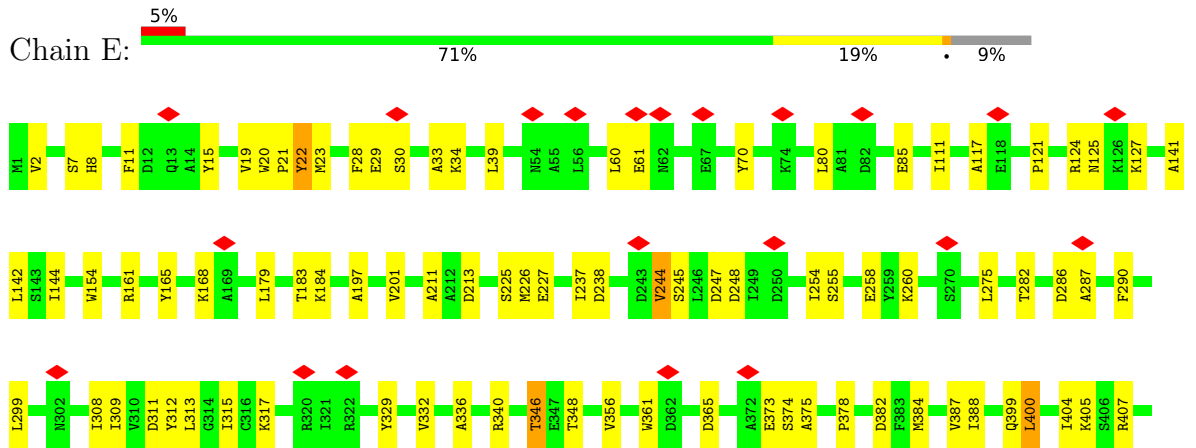 5%
Chain E:
71% 19% • 9%
M1 V2 S7 H8 F11 D12 Q13 A14 Y15 V19 W20 P21 Y22 M23 F28 E29 S30 A33 K34 L39 N54 A55 L56 L60 E61 N62 E67 Y70 K74 L80 A81 D82 E85 I111 A117 E118 P121 R124 N125 K126 K127 A141
L142 S143 I144 W154 R161 Y165 K168 A169 L179 T183 K184 A197 V201 A211 A212 D213 S225 M226 E227 I237 D238 D243 V244 S245 L246 D247 D248 I249 D250 I254 S255 E258 Y259 K260 S270 L275 T282 D286 A287 F290
L299 N302 I308 I309 V310 D311 Y312 L313 G314 I315 C316 K317 R320 I321 R322 Y329 V332 A336 R340 T346 E347 T348 V356 W361 D362 D365 A372 E373 S374 A375 P378 D382 F383 M384 V387 I388 Q399 L400 I404 K405 S406 R407